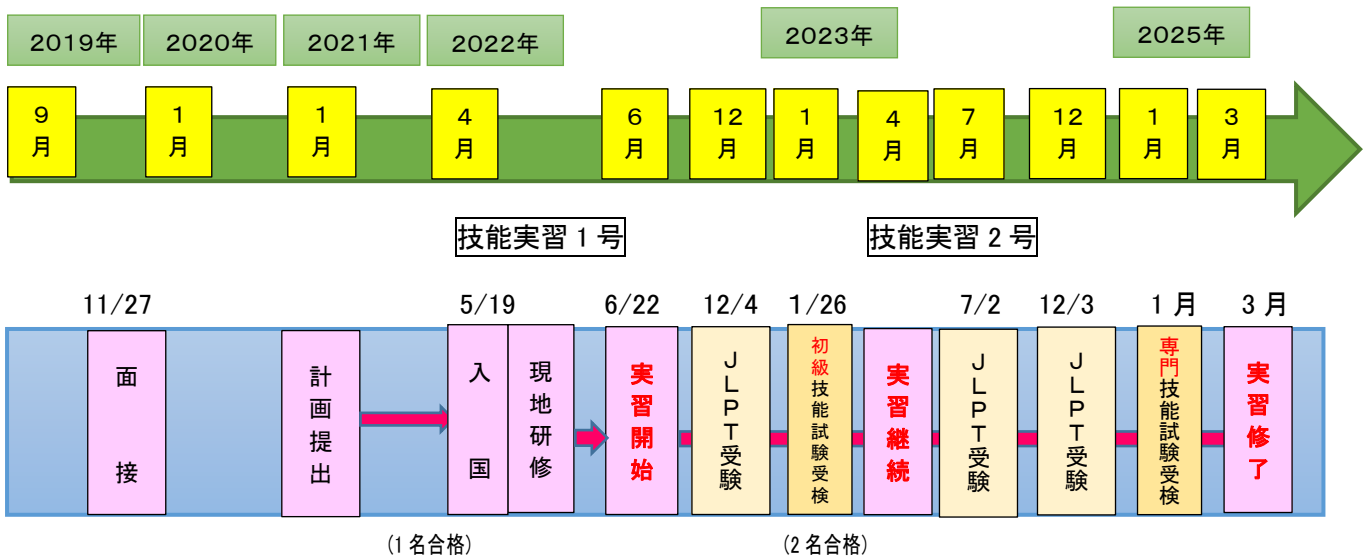 2019年 2020年 2021年 2022年 2023年 2025年
9月 1月 1月 4月 6月 12月 1月 4月 7月 12月 1月 3月
技能実習1号 技能実習2号
11/27 5/19 6/22 12/4 1/26 7/2 12/3 1月 3月
面接
計画提出
入国
現地研修
実習開始
JLPT受験
初級技能試験受検
実習継続
JLPT受験
JLPT受験
専門技能試験受検
実習修了
(1名合格) (2名合格)